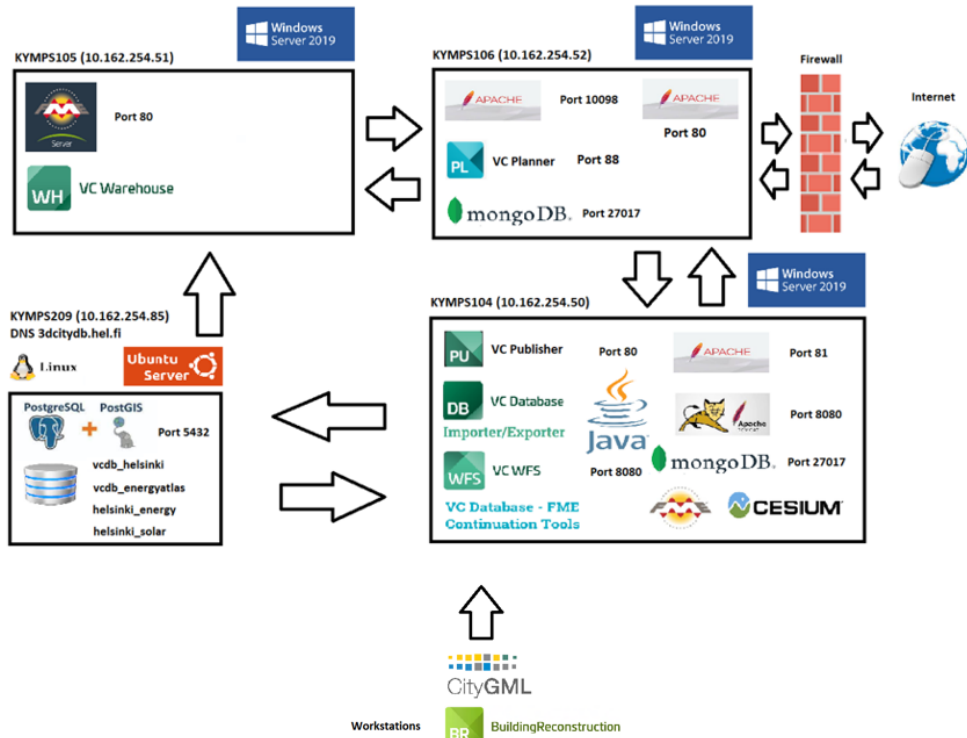 Windows
Server 2019
KYMPS105 (10.162.254.51)
Server
Port 80
WH
VC Warehouse
Windows
Server 2019
KYMPS106 (10.162.254.52)
APACHE
Port 10098
APACHE
Port 80
PL
VC Planner
Port 88
mongoDB.
Port 27017
Firewall
Internet
KYMPS209 (10.162.254.85)
DNS 3dcitydb.hel.fi
Linux
Ubuntu
Server
PostgreSQL
+
PostGIS
Port 5432
vcdb_helsinki
vcdb_energyatlas
helsinki_energy
helsinki_solar
Windows
Server 2019
KYMPS104 (10.162.254.50)
PU
VC Publisher
Port 80
APACHE
Port 81
DB
VC Database
Importer/Exporter
Java
Apache
Port 8080
WFS
VC WFS
Port 8080
mongoDB.
Port 27017
VC Database - FME
Continuation Tools
CESIUM
CityGML
Workstations
BR
BuildingReconstruction